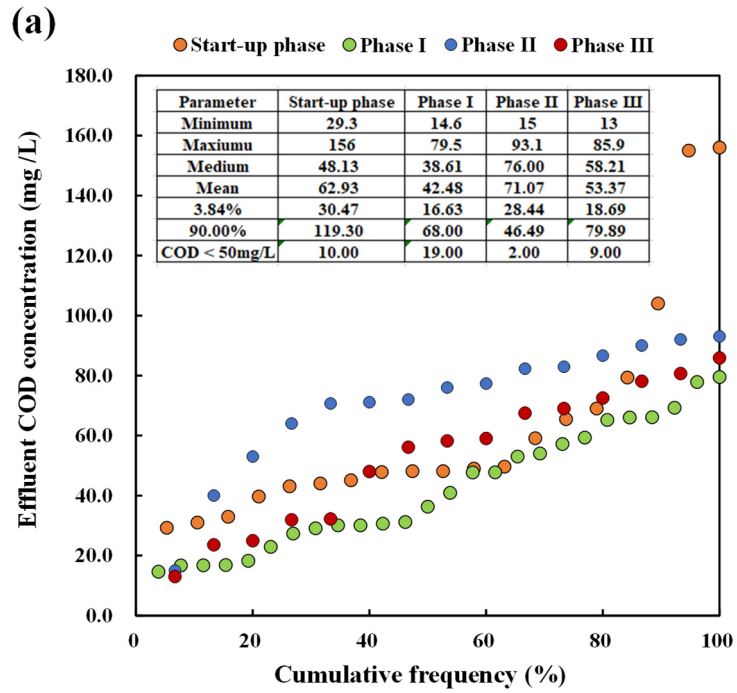 (a)
Start-up phase Phase I Phase II Phase III
Parameter Start-up phase Phase I Phase II Phase III
Minimum 29.3 14.6 15 13
Maxiumu 156 79.5 93.1 85.9
Medium 48.13 38.61 76.00 58.21
Mean 62.93 42.48 71.07 53.37
3.84% 30.47 16.63 28.44 18.69
90.00% 119.30 68.00 46.49 79.89
COD < 50mg/L 10.00 19.00 2.00 9.00
Effluent COD concentration (mg /L)
180.0
160.0
140.0
120.0
100.0
80.0
60.0
40.0
20.0
0.0
0 20 40 60 80 100
Cumulative frequency (%)